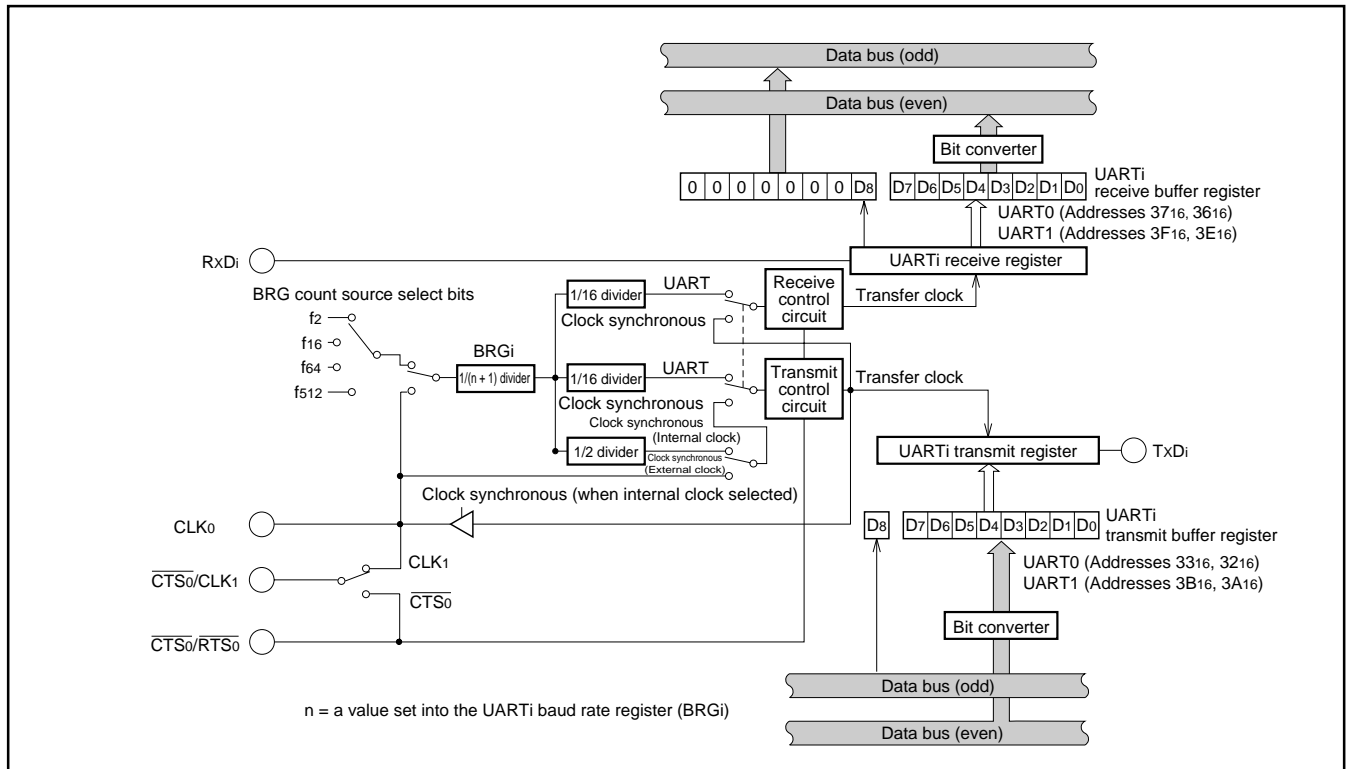 Data bus (odd)
Data bus (even)
Bit converter
0 0 0 0 0 0 0 D8
D7 D6 D5 D4 D3 D2 D1 D0
UARTi
receive buffer register
UART0 (Addresses 3716, 3616)
UART1 (Addresses 3F16, 3E16)
RxDi
UARTi receive register
BRG count source select bits
f2
f16
f64
f512
BRGi
1/(n + 1) divider
1/16 divider
UART
Clock synchronous
Receive
control
circuit
Transfer clock
1/16 divider
UART
Clock synchronous
Clock synchronous
(Internal clock)
Transmit
control
circuit
Transfer clock
1/2 divider
Clock synchronous
(External clock)
UARTi transmit register
TxDi
Clock synchronous (when internal clock selected)
CLK0
CTS0/CLK1
CLK1
CTS0
CTS0/RTS0
D8
D7 D6 D5 D4 D3 D2 D1 D0
UARTi
transmit buffer register
UART0 (Addresses 3316, 3216)
UART1 (Addresses 3B16, 3A16)
Bit converter
Data bus (odd)
Data bus (even)
n = a value set into the UARTi baud rate register (BRGi)